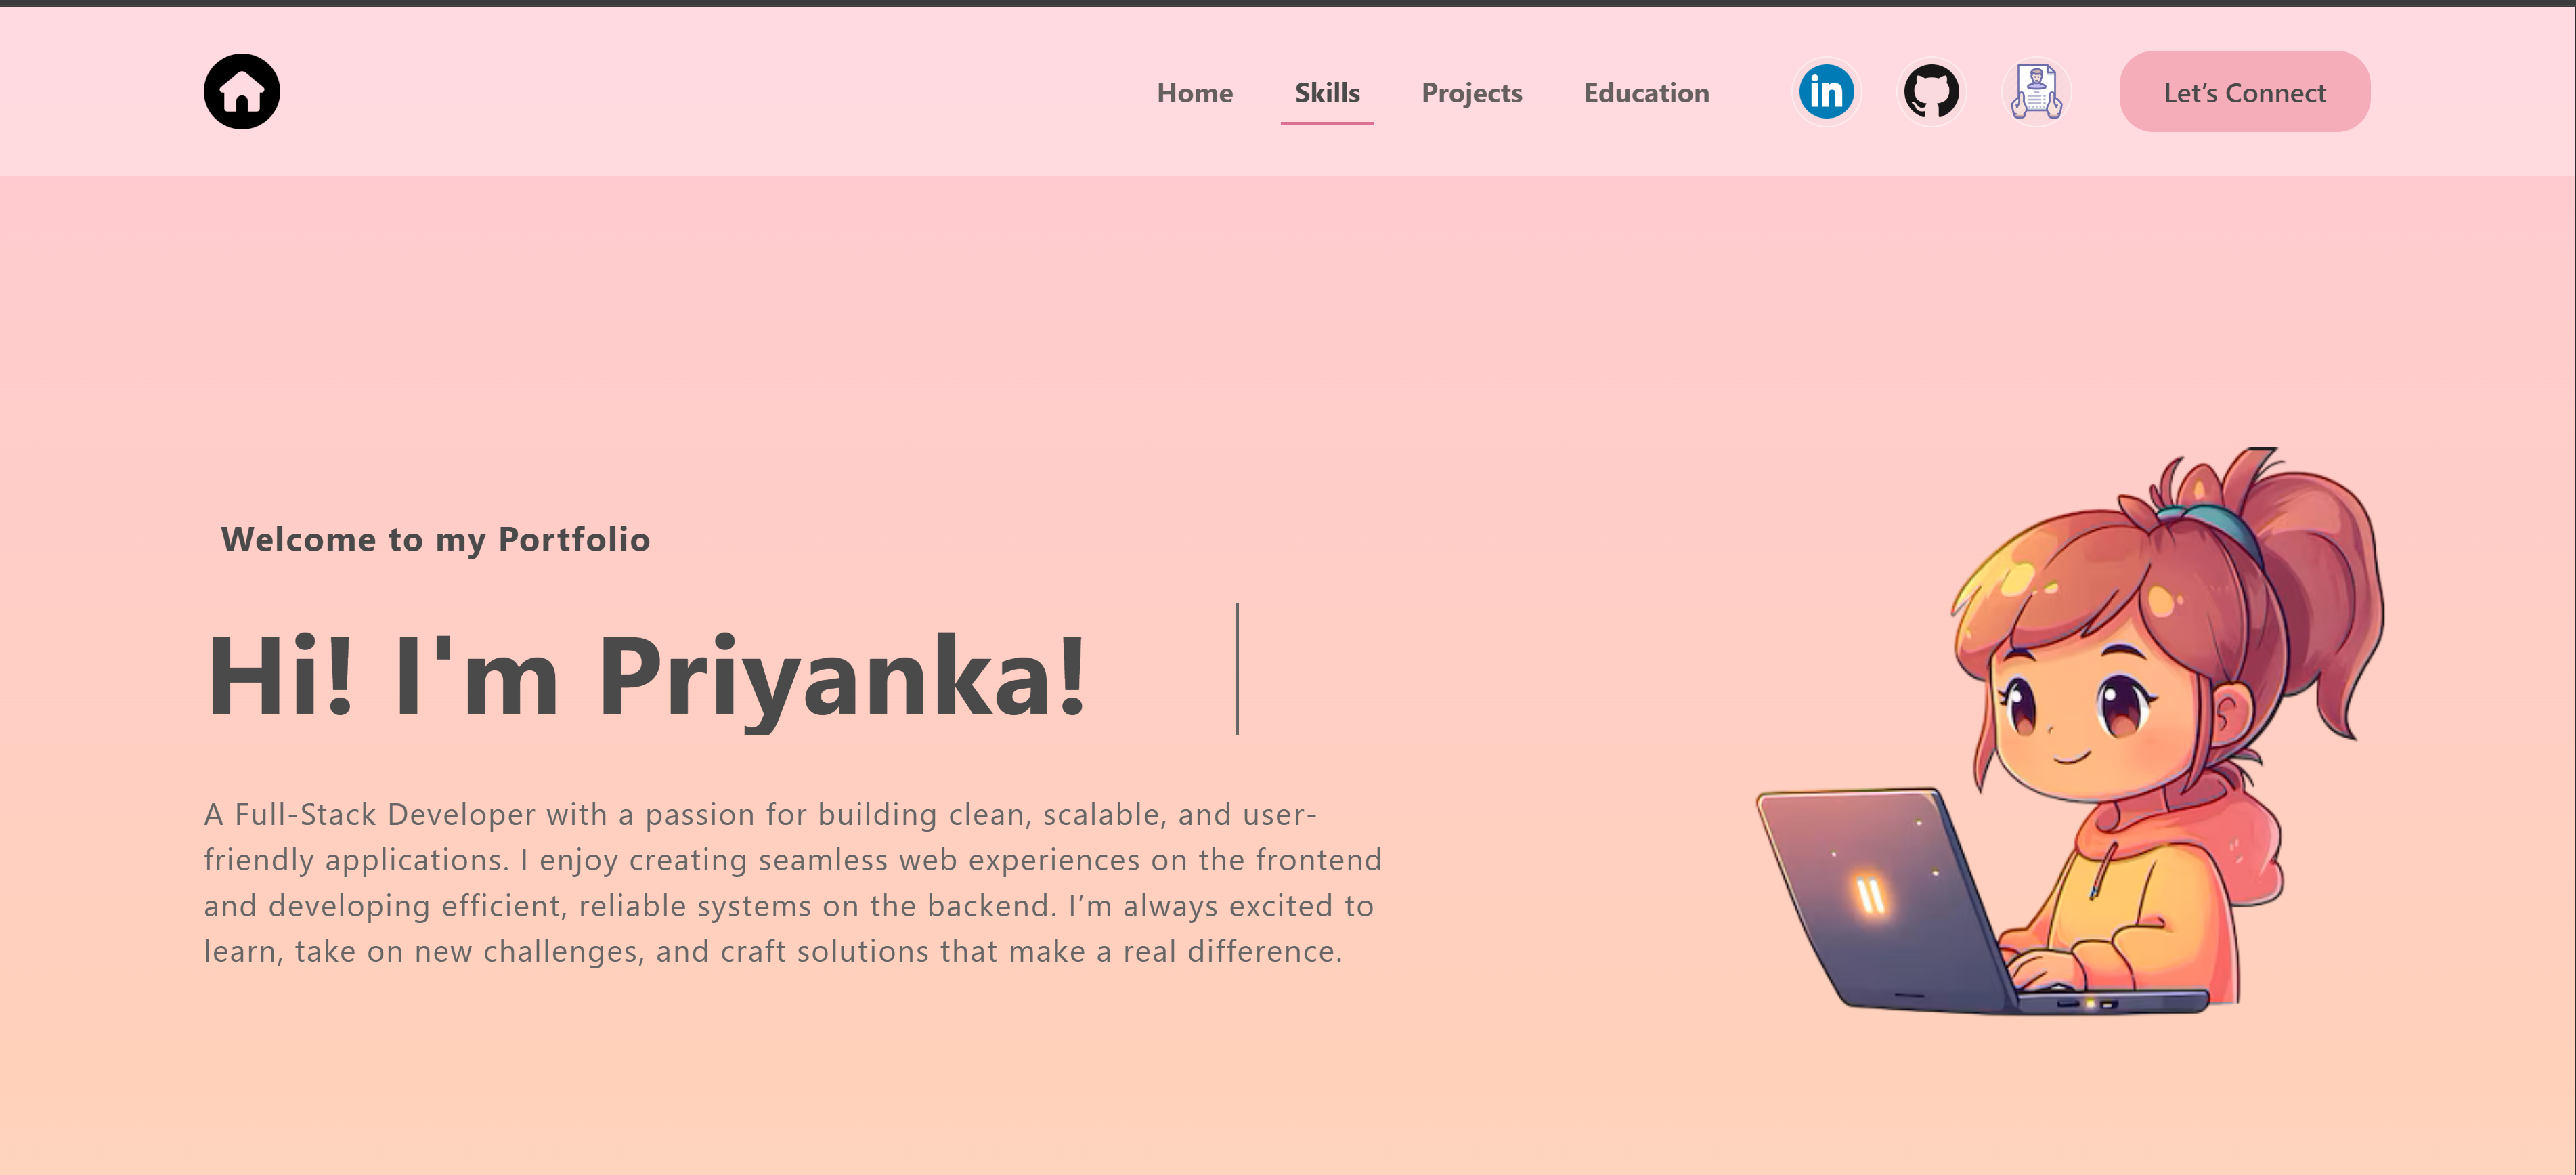 Home Skills Projects Education in Let’s Connect
Welcome to my Portfolio
Hi! I'm Priyanka!
A Full-Stack Developer with a passion for building clean, scalable, and user-
friendly applications. I enjoy creating seamless web experiences on the frontend
and developing efficient, reliable systems on the backend. I’m always excited to
learn, take on new challenges, and craft solutions that make a real difference.